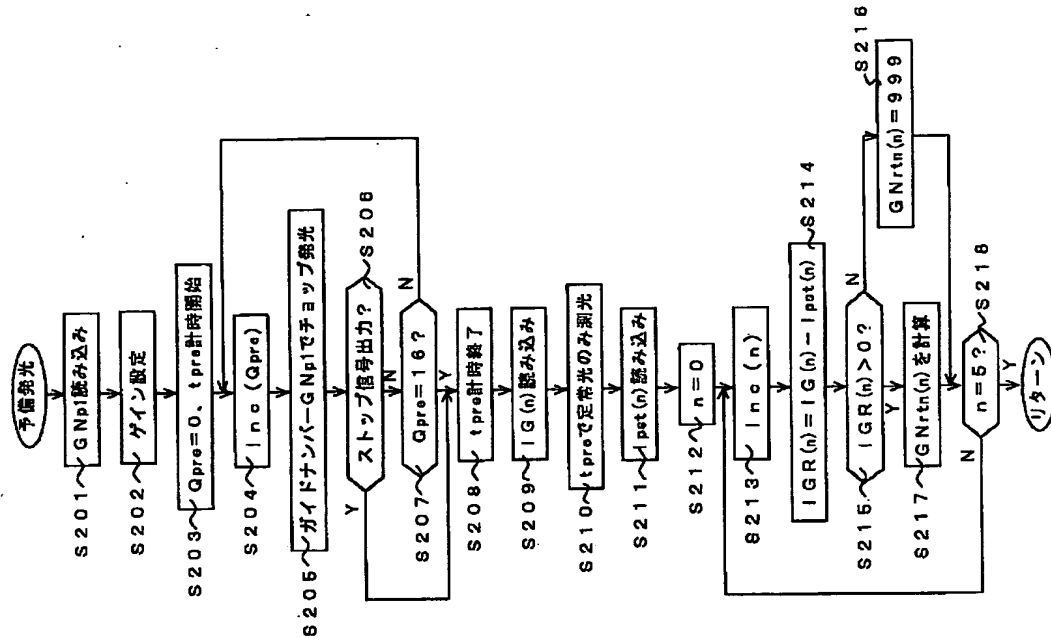 予備発光
S201
GNp1読み込み
S202
ゲイン設定
S203
Qpre=0、tpre計時開始
S204
Inc(Qpre)
S205
ガイドナンバーGNp1でチョップ発光
S206
ストップ信号出力?
Y
N
S207
Qpre=16?
N
Y
S208
tpre計時終了
S209
IG(n)読み込み
S210
tpreで定常光のみ測光
S211
Ipst(n)読み込み
S212
n=0
S213
Inc(n)
S214
IGR(n)=IG(n)-Ipst(n)
S215
IGR(n)>0?
N
Y
S216
GNrtn(n)=999
S217
GNrtn(n)を計算
S218
n=5?
N
Y
リターン